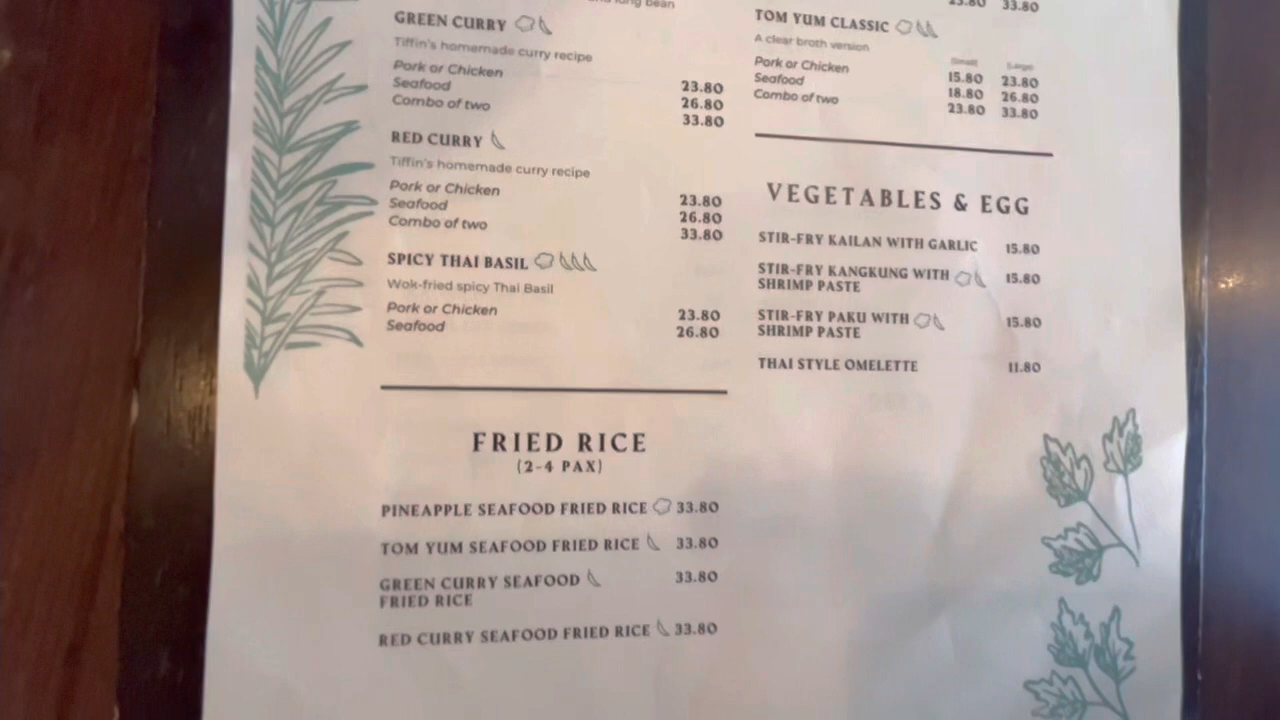 and long bean
GREEN CURRY
Tiffin's homemade curry recipe
Pork or Chicken 23.80
Seafood 26.80
Combo of two 33.80
RED CURRY
Tiffin's homemade curry recipe
Pork or Chicken 23.80
Seafood 26.80
Combo of two 33.80
SPICY THAI BASIL
Wok-fried spicy Thai Basil
Pork or Chicken 23.80
Seafood 26.80
FRIED RICE
(2-4 PAX)
PINEAPPLE SEAFOOD FRIED RICE 33.80
TOM YUM SEAFOOD FRIED RICE 33.80
GREEN CURRY SEAFOOD 33.80
FRIED RICE
RED CURRY SEAFOOD FRIED RICE 33.80
23.80 33.80
TOM YUM CLASSIC
A clear broth version
(Small) (Large)
Pork or Chicken 15.80 23.80
Seafood 18.80 26.80
Combo of two 23.80 33.80
VEGETABLES & EGG
STIR-FRY KAILAN WITH GARLIC 15.80
STIR-FRY KANGKUNG WITH 15.80
SHRIMP PASTE
STIR-FRY PAKU WITH 15.80
SHRIMP PASTE
THAI STYLE OMELETTE 11.80